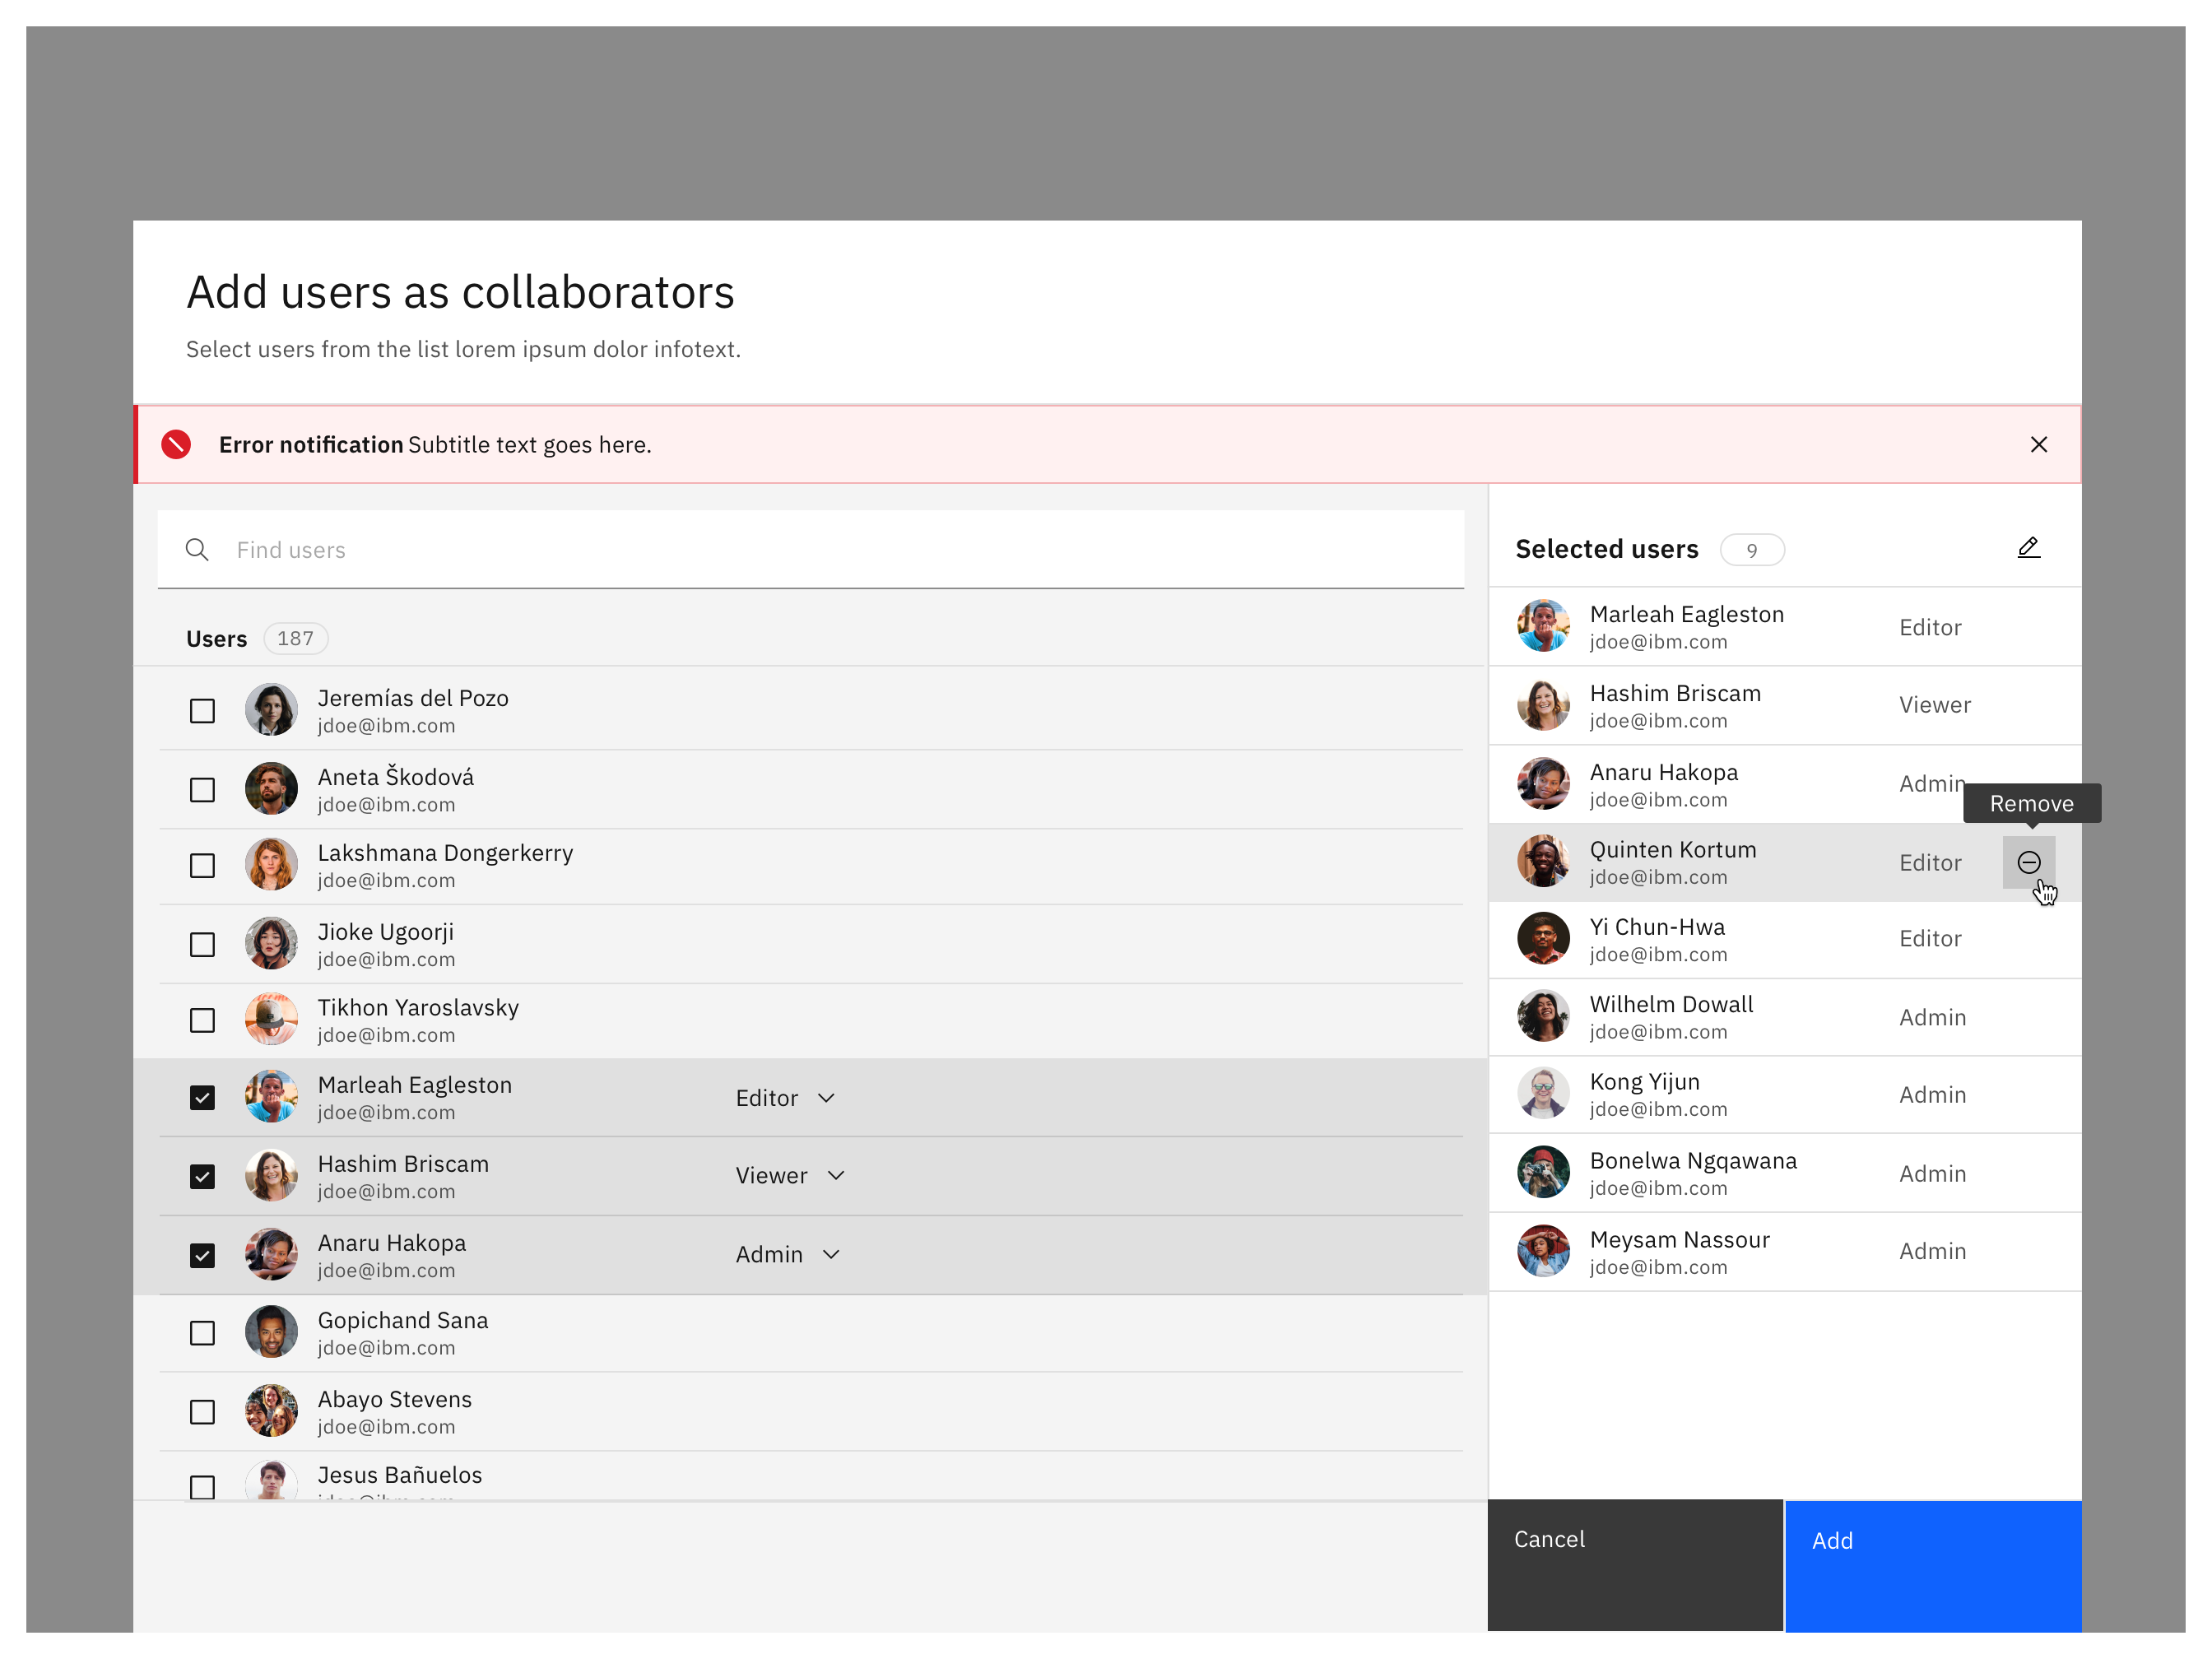 Add users as collaborators
Select users from the list lorem ipsum dolor infotext.
Error notification Subtitle text goes here.
Find users
Users 187
Jeremías del Pozo
jdoe@ibm.com
Aneta Škodová
jdoe@ibm.com
Lakshmana Dongerkerry
jdoe@ibm.com
Jioke Ugoorji
jdoe@ibm.com
Tikhon Yaroslavsky
jdoe@ibm.com
Marleah Eagleston
jdoe@ibm.com
Editor
Hashim Briscam
jdoe@ibm.com
Viewer
Anaru Hakopa
jdoe@ibm.com
Admin
Gopichand Sana
jdoe@ibm.com
Abayo Stevens
jdoe@ibm.com
Jesus Bañuelos
Selected users 9
Marleah Eagleston
jdoe@ibm.com
Editor
Hashim Briscam
jdoe@ibm.com
Viewer
Anaru Hakopa
jdoe@ibm.com
Admin
Remove
Quinten Kortum
jdoe@ibm.com
Editor
Yi Chun-Hwa
jdoe@ibm.com
Editor
Wilhelm Dowall
jdoe@ibm.com
Admin
Kong Yijun
jdoe@ibm.com
Admin
Bonelwa Ngqawana
jdoe@ibm.com
Admin
Meysam Nassour
jdoe@ibm.com
Admin
Cancel
Add